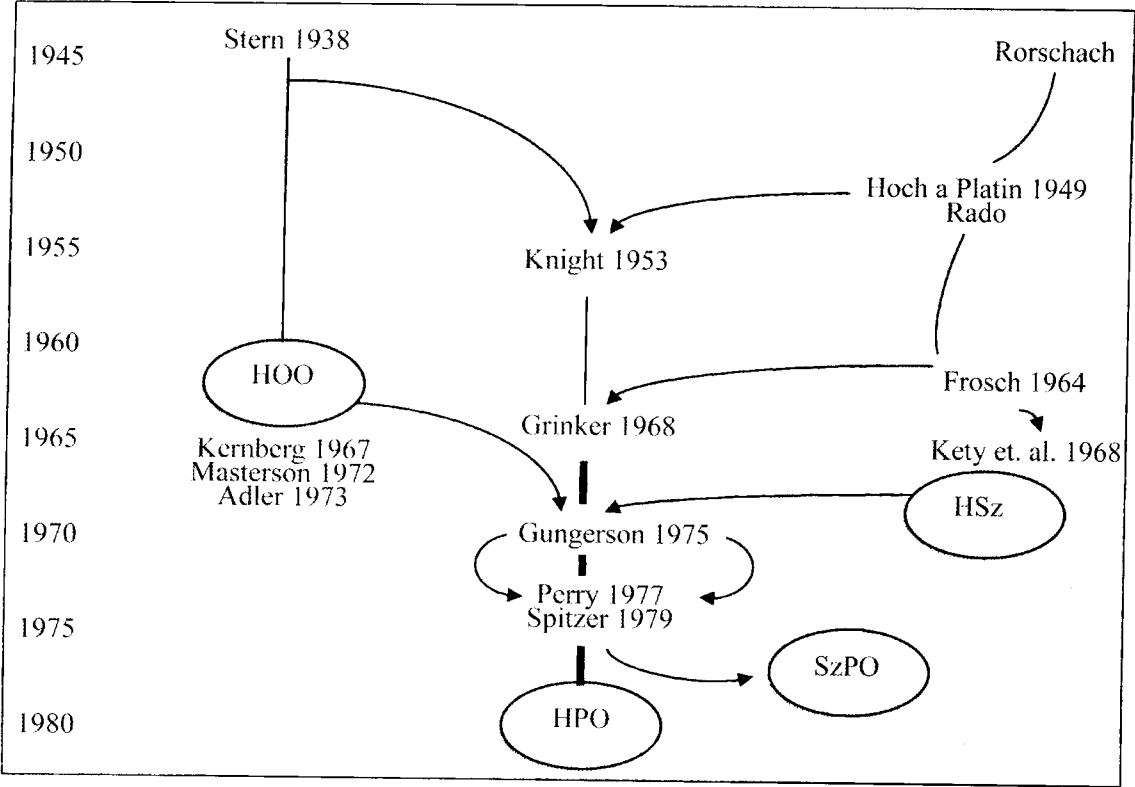 Stern 1938
1945
Rorschach
1950
Hoch a Platin 1949
Rado
1955
Knight 1953
1960
HOO
Frosch 1964
Grinker 1968
1965
Kernberg 1967
Masterson 1972
Adler 1973
Kety et. al. 1968
HSz
1970
Gungerson 1975
Perry 1977
Spitzer 1979
1975
SzPO
HPO
1980